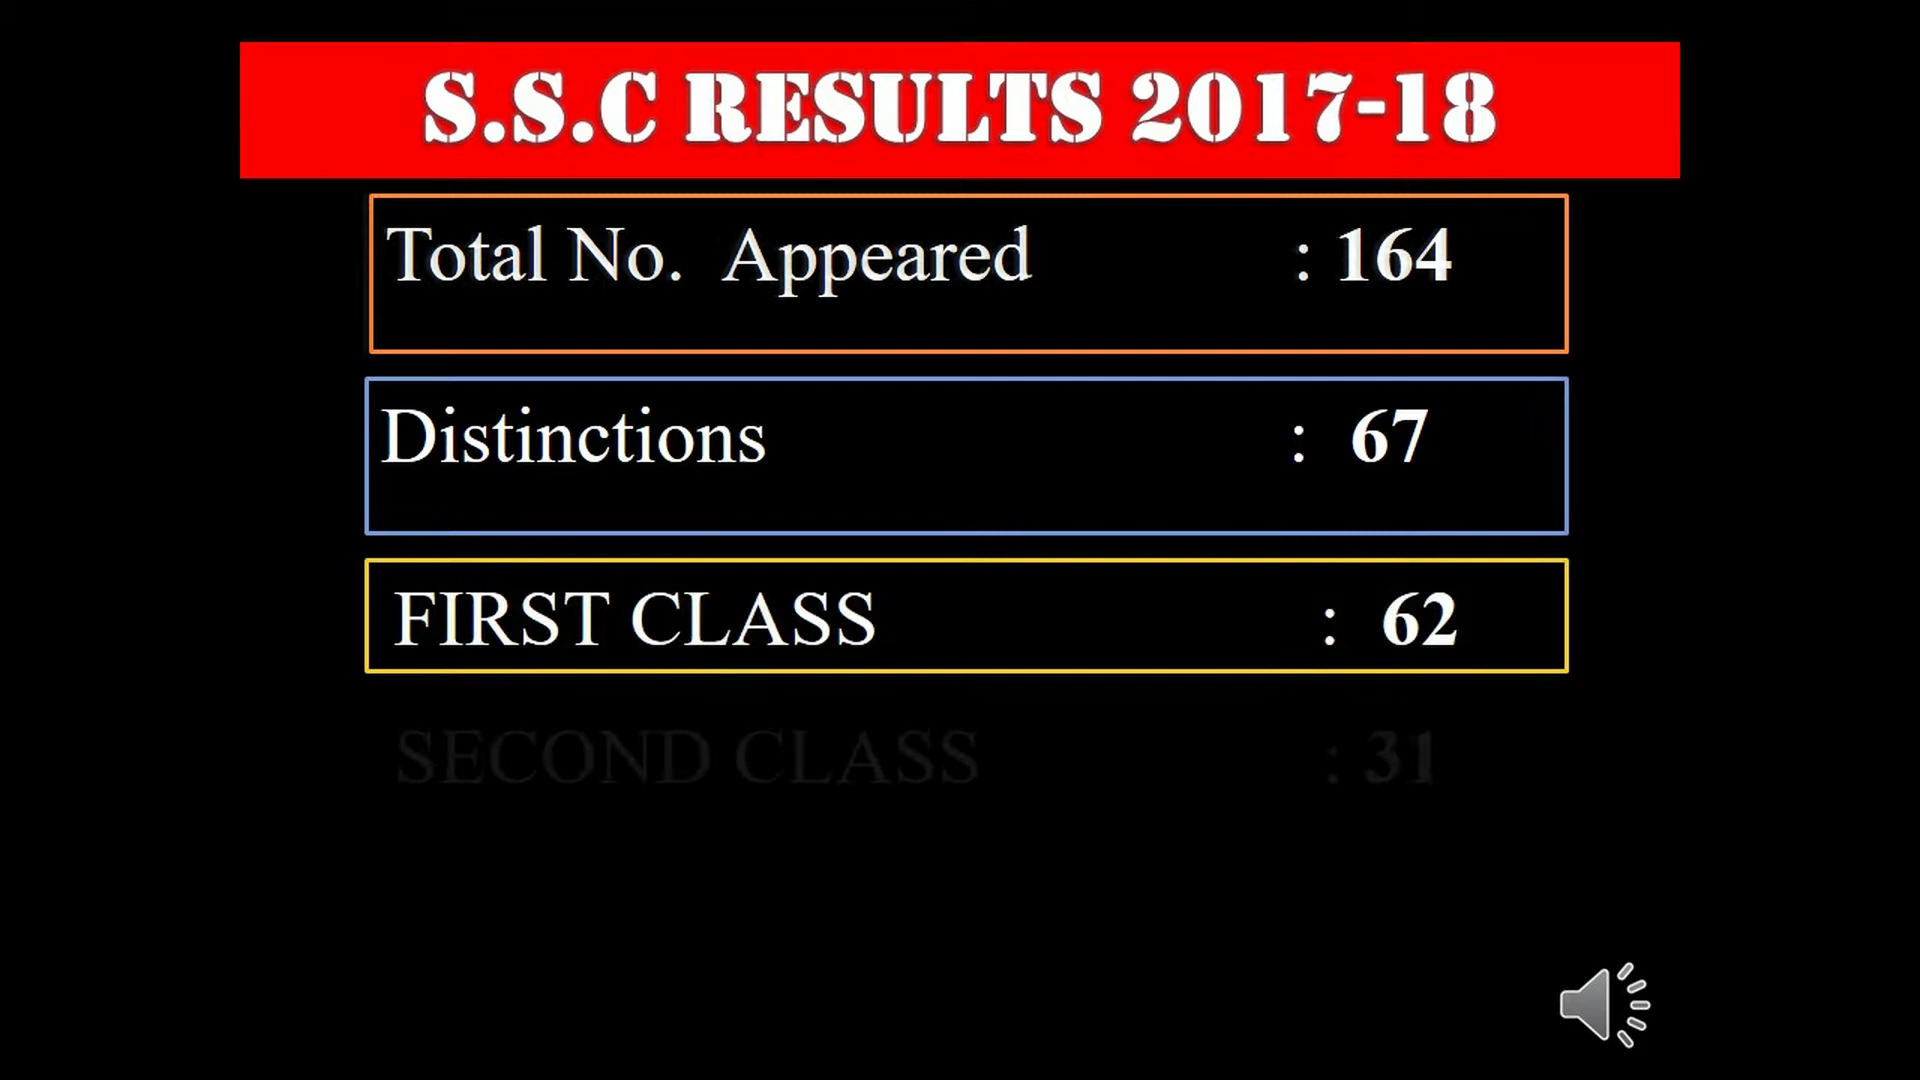 S.S.C RESULTS 2017-18
Total No. Appeared : 164
Distinctions : 67
FIRST CLASS : 62
SECOND CLASS : 31